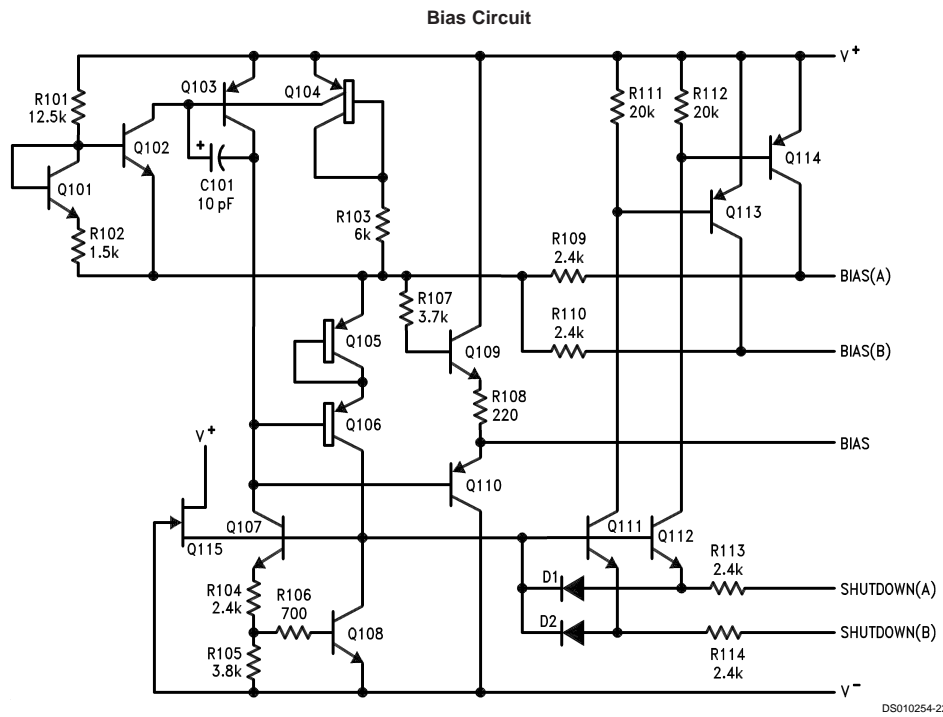 Bias Circuit
V+
Q103
Q104
R101
12.5k
R111
20k
R112
20k
Q102
+
Q114
Q101
C101
10 pF
Q113
R102
1.5k
R103
6k
R109
2.4k
BIAS(A)
R107
3.7k
R110
2.4k
Q105
Q109
BIAS(B)
R108
220
Q106
V+
BIAS
Q110
Q107
Q111
Q112
Q115
R113
2.4k
R104
2.4k
R106
700
D1
SHUTDOWN(A)
Q108
D2
SHUTDOWN(B)
R105
3.8k
R114
2.4k
V−
DS010254-22